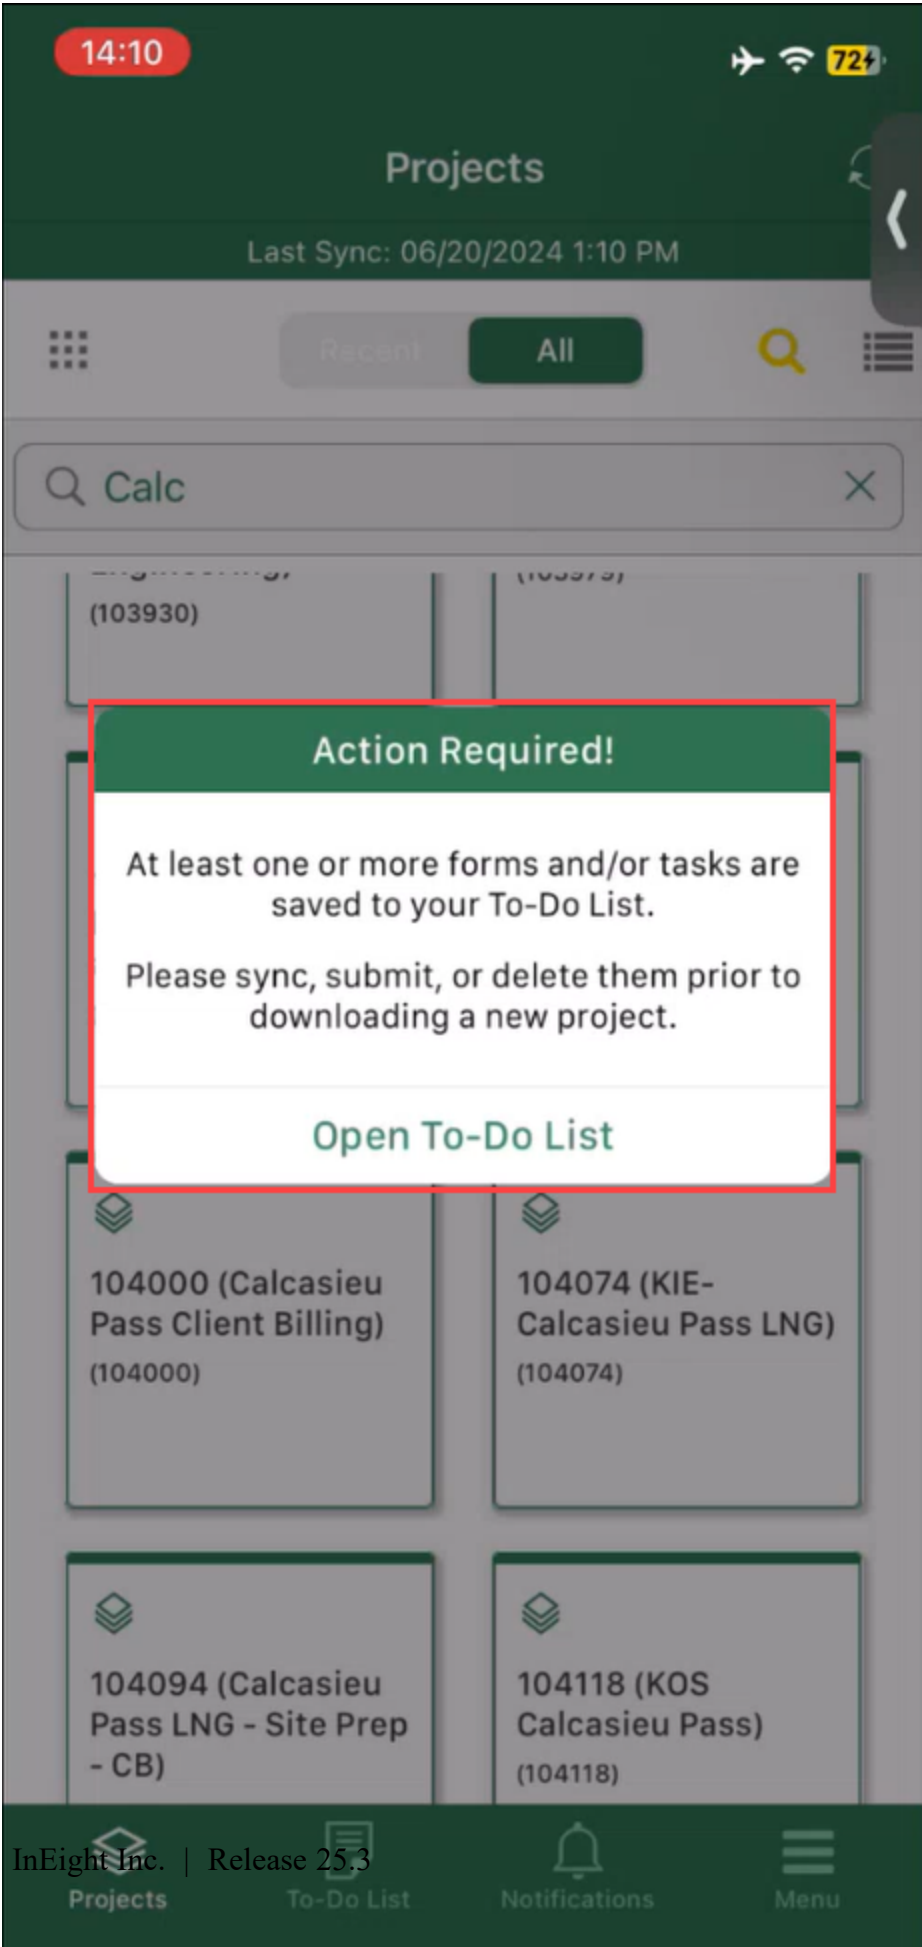 14:10
72
Projects
Last Sync: 06/20/2024 1:10 PM
Recent
All
Calc
(103930)
(103979)
Action Required!
At least one or more forms and/or tasks are
saved to your To-Do List.
Please sync, submit, or delete them prior to
downloading a new project.
Open To-Do List
104000 (Calcasieu
Pass Client Billing)
(104000)
104074 (KIE-
Calcasieu Pass LNG)
(104074)
104094 (Calcasieu
Pass LNG - Site Prep
- CB)
104118 (KOS
Calcasieu Pass)
(104118)
InEight Inc. | Release 25.3
Projects
To-Do List
Notifications
Menu